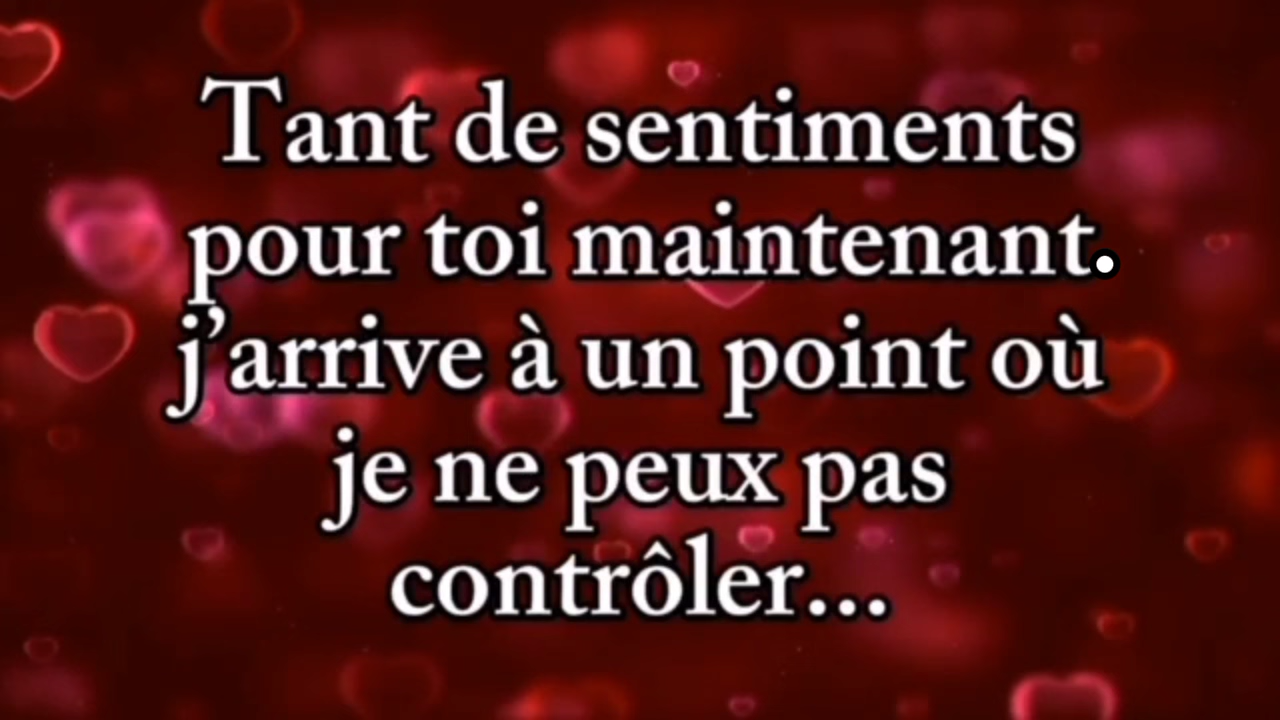 Tant de sentiments
pour toi maintenant.
j’arrive à un point où
je ne peux pas
contrôler...